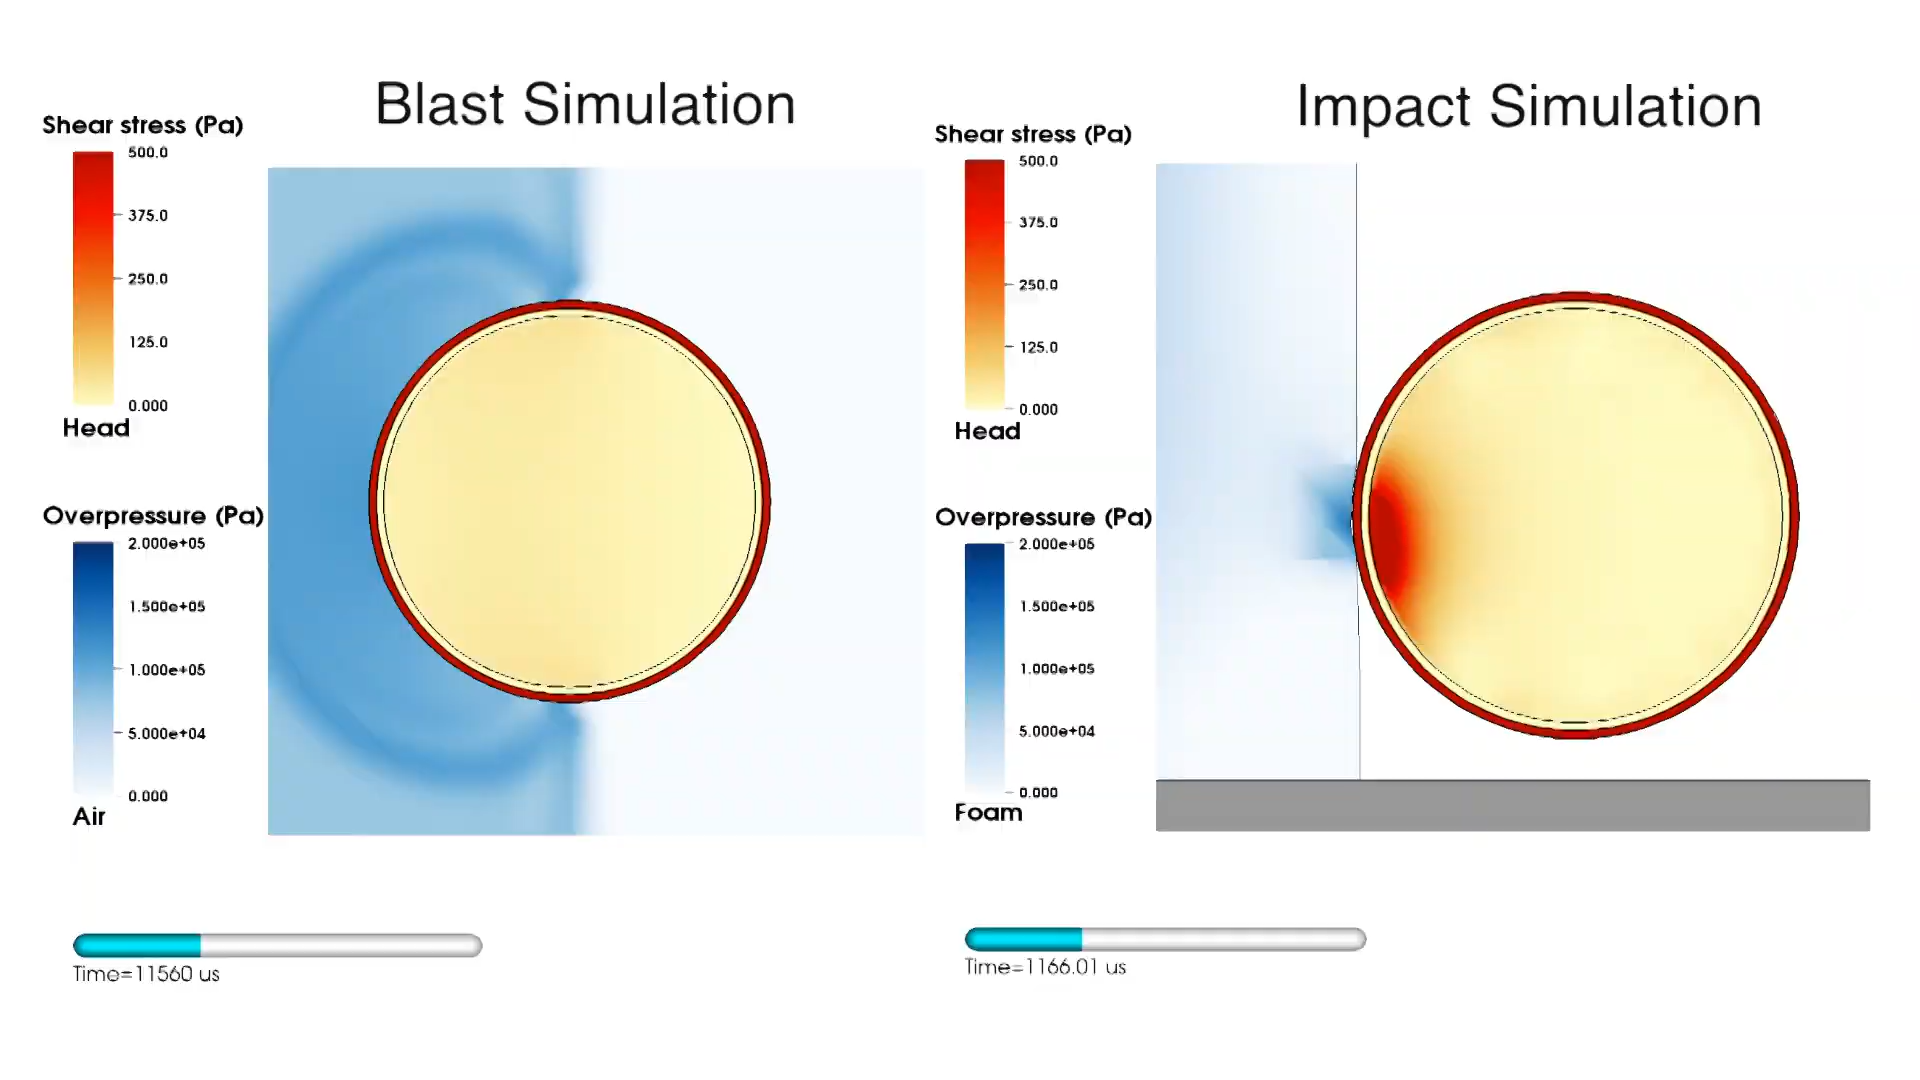 Blast Simulation
Shear stress (Pa)
500.0
375.0
250.0
125.0
0.000
Head
Overpressure (Pa)
2.000e+05
1.500e+05
1.000e+05
5.000e+04
0.000
Air
Time=11560 us
Impact Simulation
Shear stress (Pa)
500.0
375.0
250.0
125.0
0.000
Head
Overpressure (Pa)
2.000e+05
1.500e+05
1.000e+05
5.000e+04
0.000
Foam
Time=1166.01 us